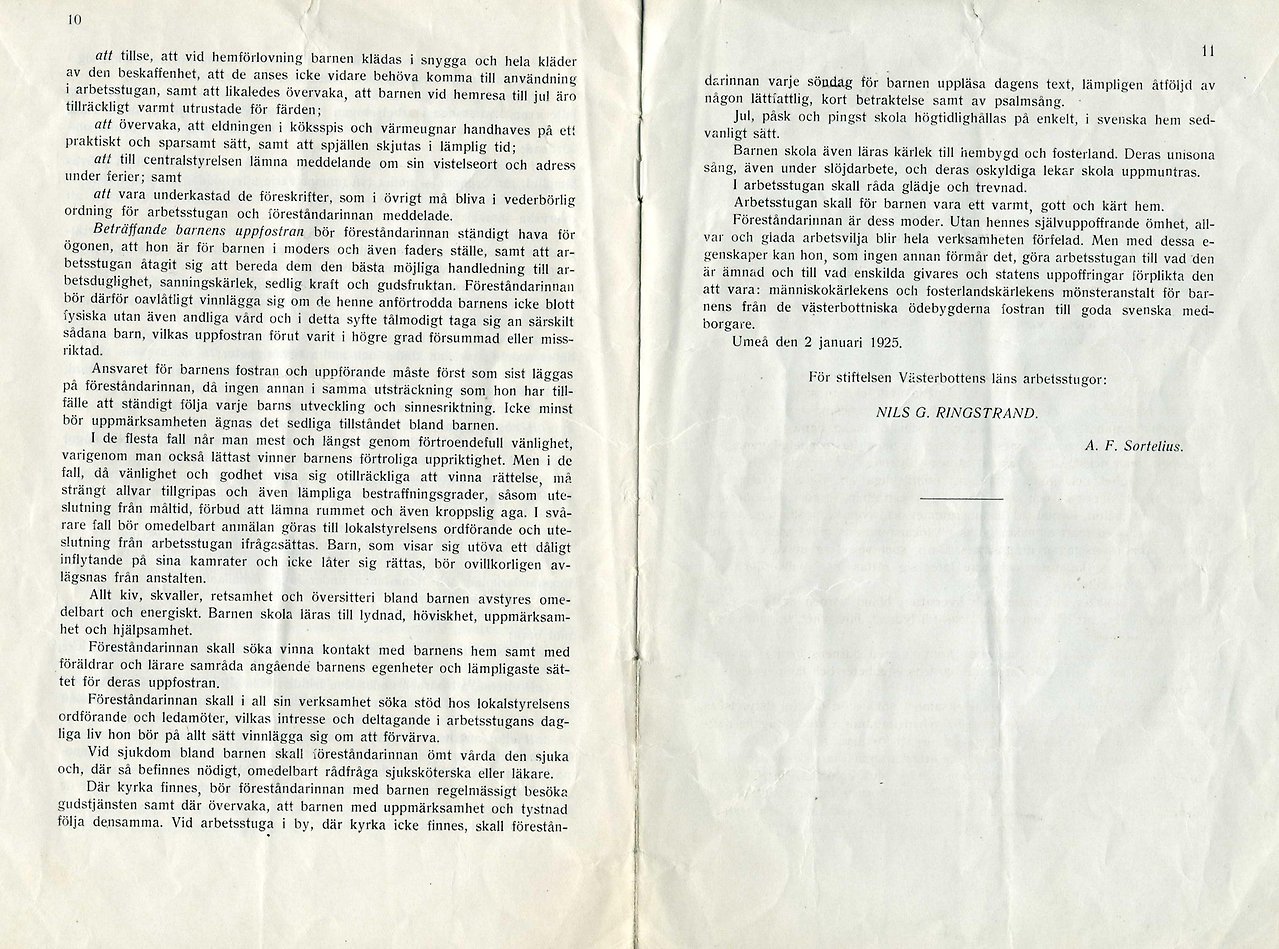 10
att tillse, att vid hemförlovning barnen klädas i snygga och hela kläder
av den beskaffenhet, att de anses icke vidare behöva komma till användning
i arbetsstugan, samt att likaledes övervaka, att barnen vid hemresa till jul äro
tillräckligt varmt utrustade för färden;
att övervaka, att eldningen i köksspis och värmeugnar handhaves på ett
praktiskt och sparsamt sätt, samt att spjällen skjutas i lämplig tid;
att till centralstyrelsen lämna meddelande om sin vistelseort och adress
under ferier; samt
att vara underkastad de föreskrifter, som i övrigt må bliva i vederbörlig
ordning för arbetsstugan och föreståndarinnan meddelade.
Beträffande barnens uppfostran bör föreståndarinnan ständigt hava för
ögonen, att hon är för barnen i moders och även faders ställe, samt att ar-
betsstugan åtagit sig att bereda dem den bästa möjliga handledning till ar-
betsduglighet, sanningskärlek, sedlig kraft och gudsfruktan. Föreståndarinnan
bör därför oavlåtligt vinnlägga sig om de henne anförtrodda barnens icke blott
fysiska utan även andliga vård och i detta syfte tålmodigt taga sig an särskilt
sådana barn, vilkas uppfostran förut varit i högre grad försummad eller miss-
riktad.
Ansvaret för barnens fostran och uppförande måste först som sist läggas
på föreståndarinnan, då ingen annan i samma utsträckning som hon har till-
fälle att ständigt följa varje barns utveckling och sinnesriktning. Icke minst
bör uppmärksamheten ägnas det sedliga tillståndet bland barnen.
I de flesta fall når man mest och längst genom förtroendefull vänlighet,
varigenom man också lättast vinner barnens förtroliga uppriktighet. Men i de
fall, då vänlighet och godhet visa sig otillräckliga att vinna rättelse, må
strängt allvar tillgripas och även lämpliga bestraffningsgrader, såsom ute-
slutning från måltid, förbud att lämna rummet och även kroppslig aga. I svå-
rare fall bör omedelbart anmälan göras till lokalstyrelsens ordförande och ute-
slutning från arbetsstugan ifrågasättas. Barn, som visar sig utöva ett dåligt
inflytande på sina kamrater och icke låter sig rättas, bör ovillkorligen av-
lägsnas från anstalten.
Allt kiv, skvaller, retsamhet och översitteri bland barnen avstyres ome-
delbart och energiskt. Barnen skola läras till lydnad, höviskhet, uppmärksam-
het och hjälpsamhet.
Föreståndarinnan skall söka vinna kontakt med barnens hem samt med
föräldrar och lärare samråda angående barnens egenheter och lämpligaste sät-
tet för deras uppfostran.
Föreståndarinnan skall i all sin verksamhet söka stöd hos lokalstyrelsens
ordförande och ledamöter, vilkas intresse och deltagande i arbetsstugans dag-
liga liv hon bör på allt sätt vinnlägga sig om att förvärva.
Vid sjukdom bland barnen skall föreståndarinnan ömt vårda den sjuka
och, där så befinnes nödigt, omedelbart rådfråga sjuksköterska eller läkare.
Där kyrka finnes, bör föreståndarinnan med barnen regelmässigt besöka
gudstjänsten samt där övervaka, att barnen med uppmärksamhet och tystnad
följa densamma. Vid arbetsstuga i by, där kyrka icke finnes, skall förestån-
11
darinnan varje söndag för barnen uppläsa dagens text, lämpligen åtföljd av
någon lättfattlig, kort betraktelse samt av psalmsång.
Jul, påsk och pingst skola högtidlighållas på enkelt, i svenska hem sed-
vanligt sätt.
Barnen skola även läras kärlek till hembygd och fosterland. Deras unisona
sång, även under slöjdarbete, och deras oskyldiga lekar skola uppmuntras.
I arbetsstugan skall råda glädje och trevnad.
Arbetsstugan skall för barnen vara ett varmt, gott och kärt hem.
Föreståndarinnan är dess moder. Utan hennes självuppoffrande ömhet, all-
var och glada arbetsvilja blir hela verksamheten förfelad. Men med dessa e-
genskaper kan hon, som ingen annan förmår det, göra arbetsstugan till vad den
är ämnad och till vad enskilda givares och statens uppoffringar förplikta den
att vara: människokärlekens och fosterlandskärlekens mönsteranstalt för bar-
nens från de västerbottniska ödebygderna fostran till goda svenska med-
borgare.
Umeå den 2 januari 1925.
För stiftelsen Västerbottens läns arbetsstugor:
NILS G. RINGSTRAND.
A. F. Sortelius.